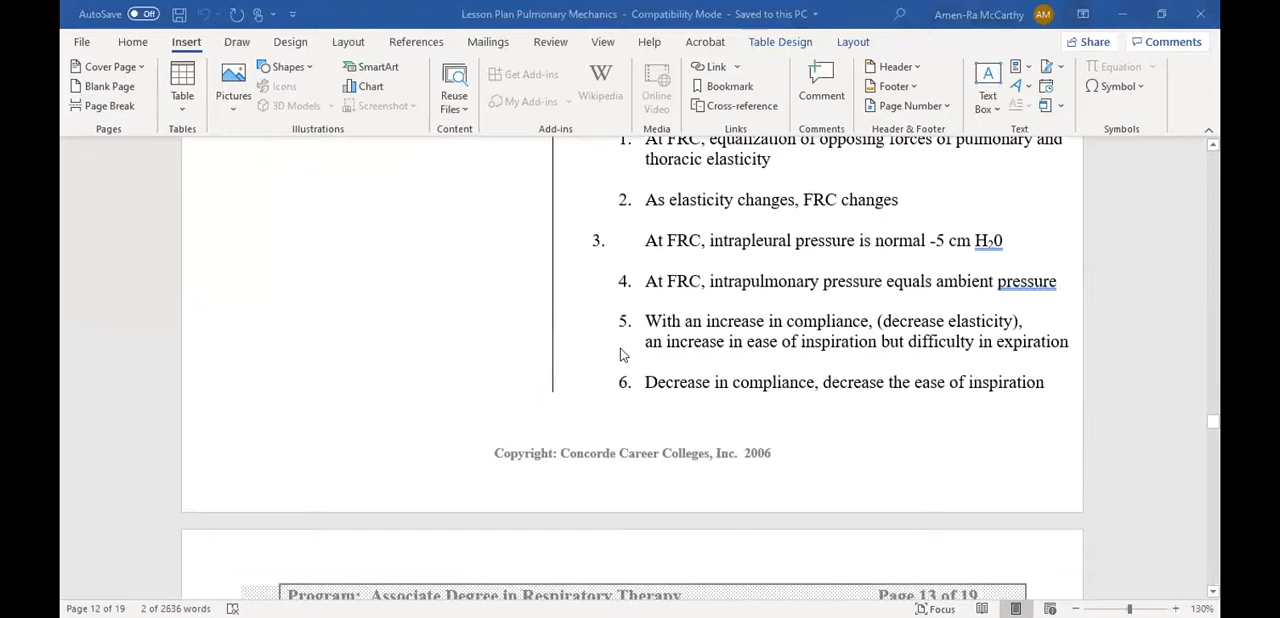 AutoSave Off Lesson Plan Pulmonary Mechanics - Compatibility Mode - Saved to this PC Amen-Ra McCarthy AM
File Home Insert Draw Design Layout References Mailings Review View Help Acrobat Table Design Layout Share Comments
Cover Page
Blank Page
Page Break
Pages
Table
Tables
Pictures
Shapes
Icons
3D Models
SmartArt
Chart
Screenshot
Illustrations
Reuse
Files
Content
Get Add-ins
My Add-ins
Wikipedia
Add-ins
Online
Video
Media
Link
Bookmark
Cross-reference
Links
Comment
Comments
Header
Footer
Page Number
Header & Footer
A
Text
Box
Text
Equation
Symbol
Symbols
1. At FRC, equalization of opposing forces of pulmonary and
thoracic elasticity
2. As elasticity changes, FRC changes
3. At FRC, intrapleural pressure is normal -5 cm H₂0
4. At FRC, intrapulmonary pressure equals ambient pressure
5. With an increase in compliance, (decrease elasticity),
an increase in ease of inspiration but difficulty in expiration
6. Decrease in compliance, decrease the ease of inspiration
Copyright: Concorde Career Colleges, Inc. 2006
Program: Associate Degree in Respiratory Therapy Page 13 of 19
Page 12 of 19 2 of 2636 words Focus 130%